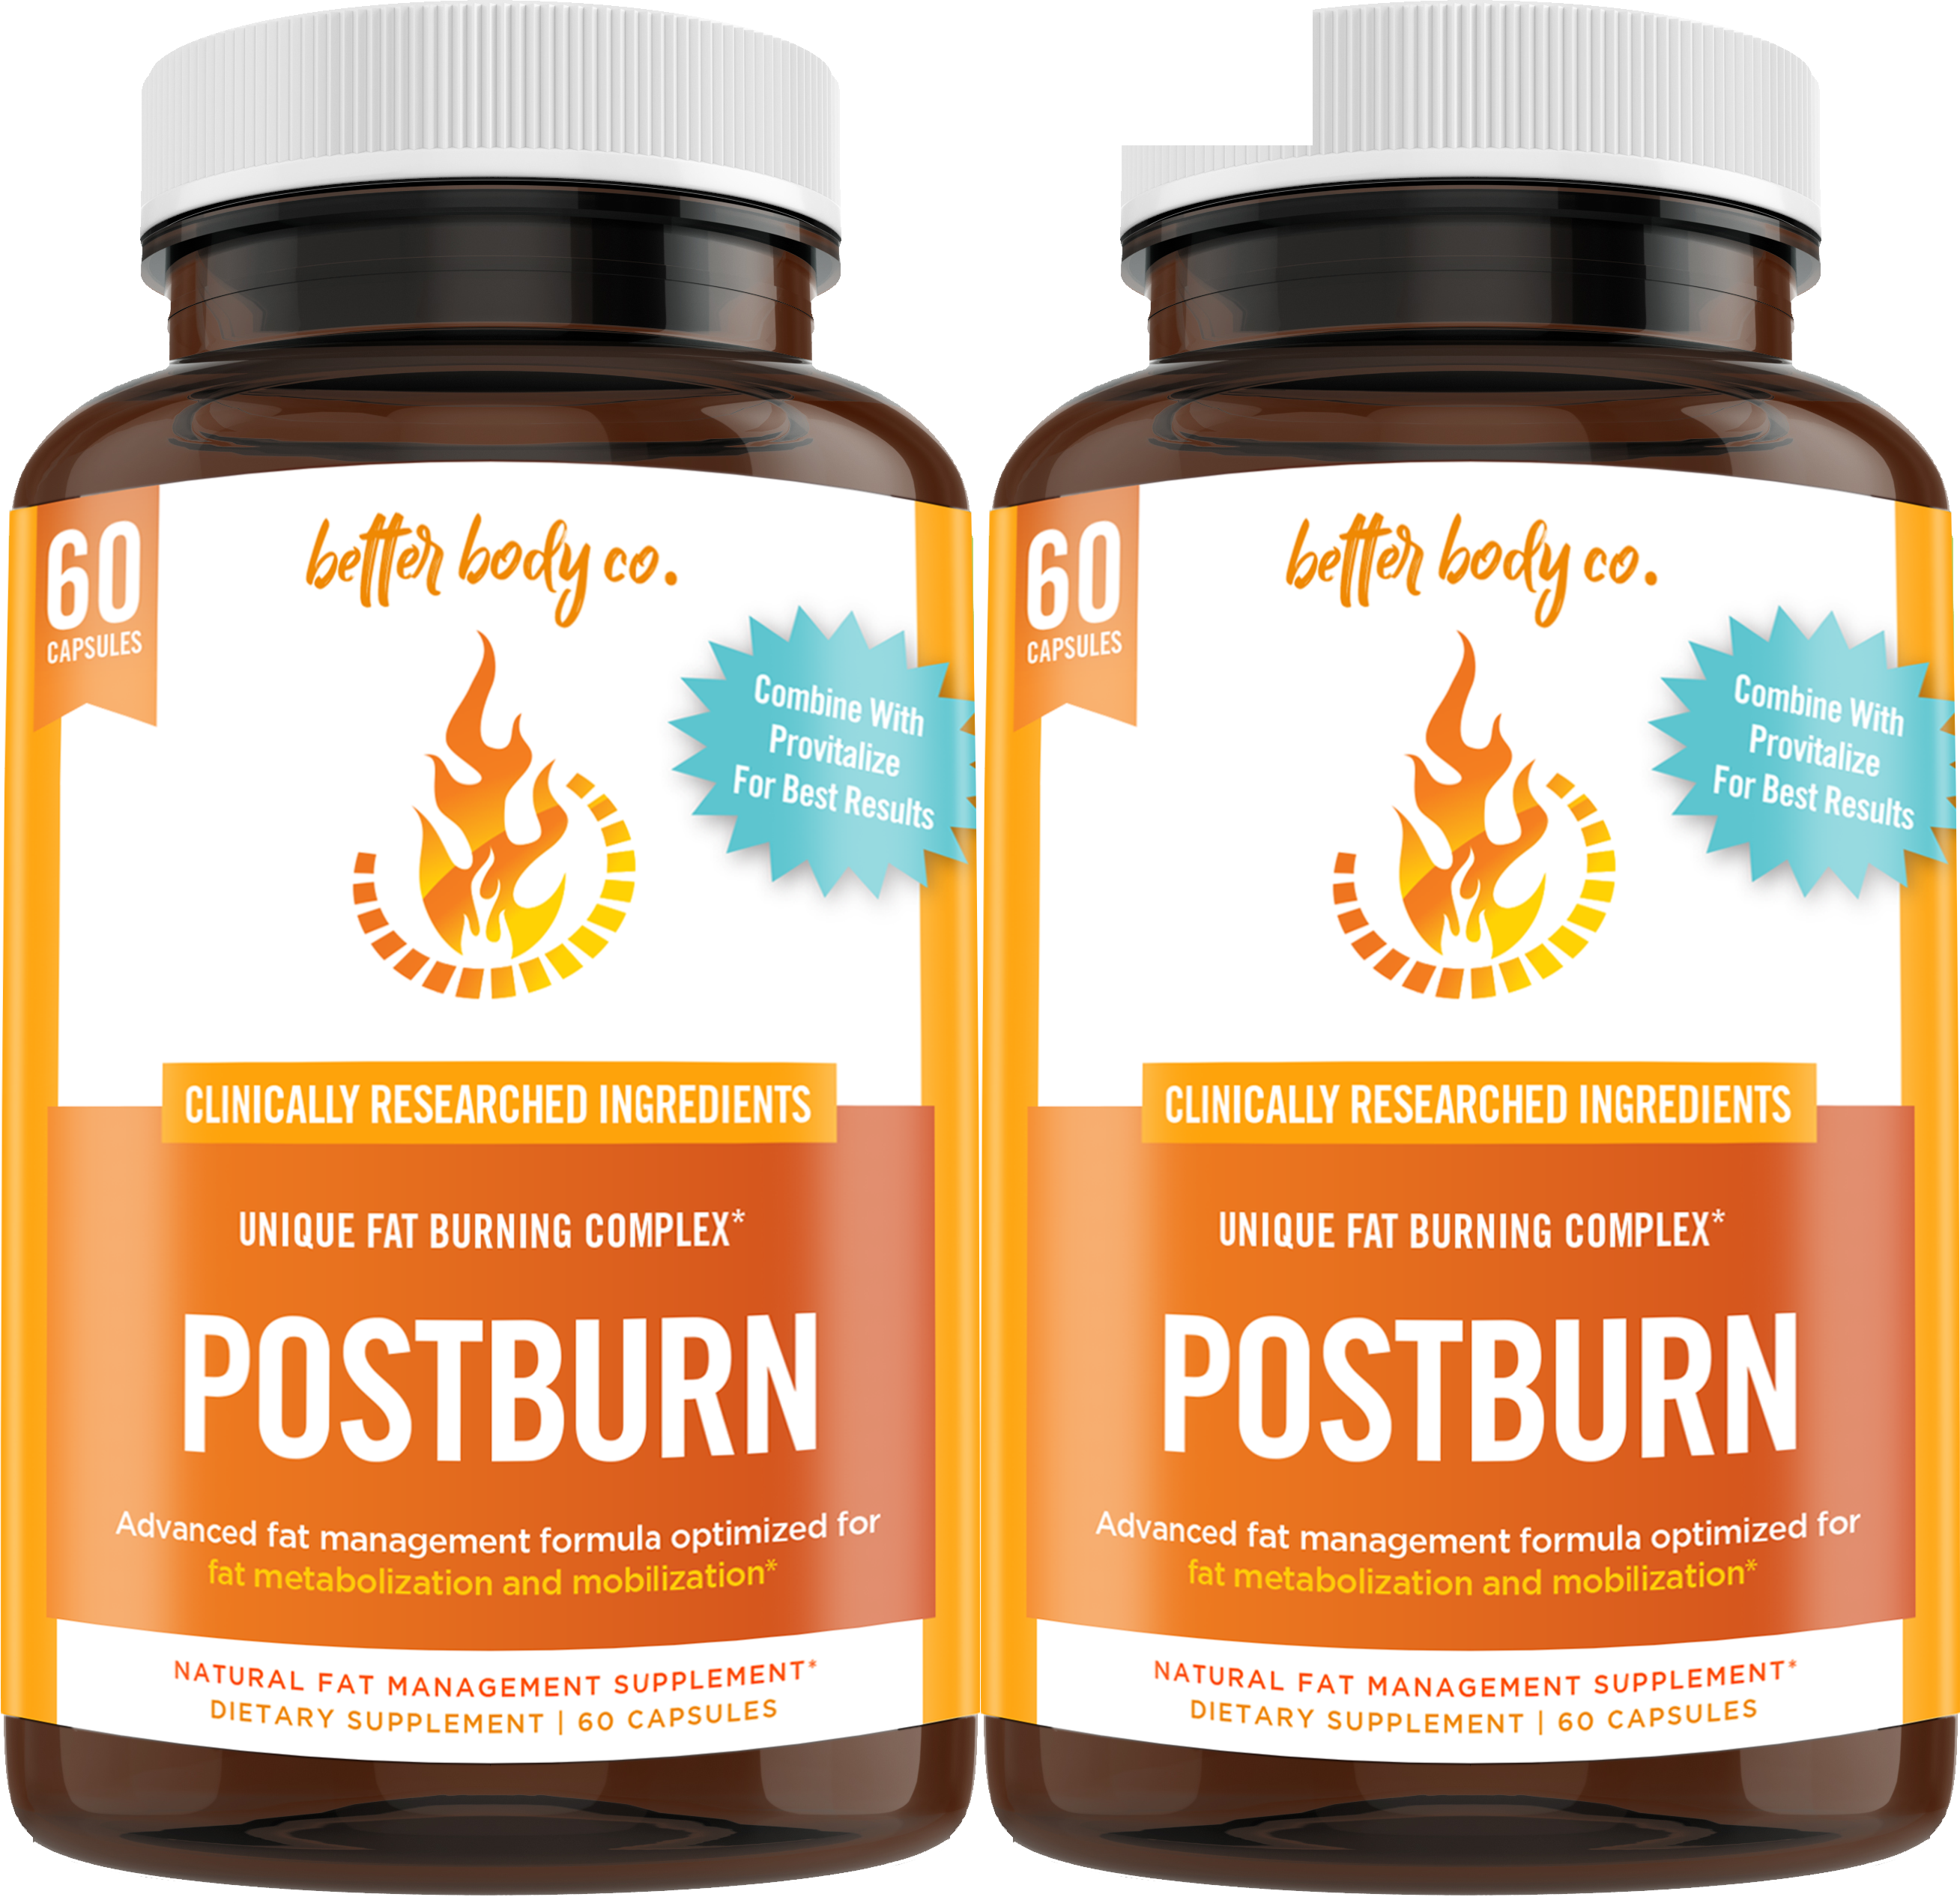 60
CAPSULES
better body co.
Combine With
Provitalize
For Best Results
CLINICALLY RESEARCHED INGREDIENTS
UNIQUE FAT BURNING COMPLEX*
POSTBURN
Advanced fat management formula optimized for
fat metabolization and mobilization*
NATURAL FAT MANAGEMENT SUPPLEMENT*
DIETARY SUPPLEMENT | 60 CAPSULES
60
CAPSULES
better body co.
Combine With
Provitalize
For Best Results
CLINICALLY RESEARCHED INGREDIENTS
UNIQUE FAT BURNING COMPLEX*
POSTBURN
Advanced fat management formula optimized for
fat metabolization and mobilization*
NATURAL FAT MANAGEMENT SUPPLEMENT*
DIETARY SUPPLEMENT | 60 CAPSULES